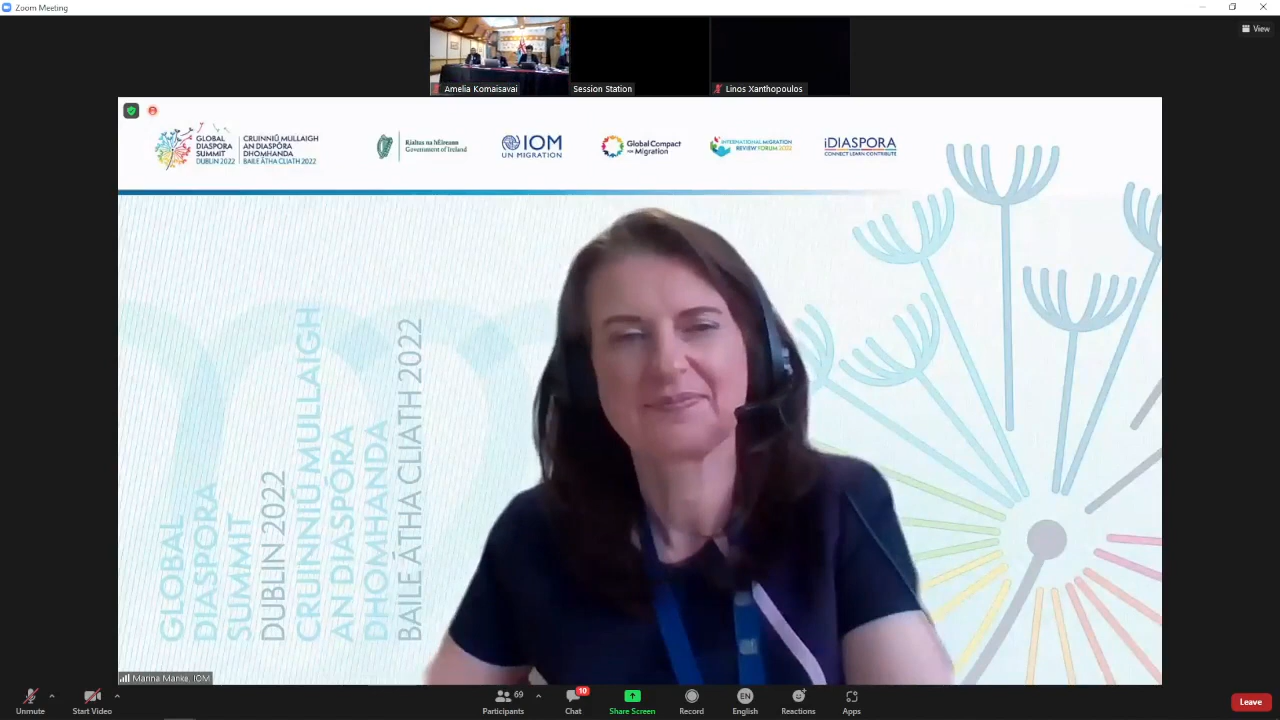 Zoom Meeting
View
Amelia Komaisavai
Session Station
Linos Xanthopoulos
GLOBAL
DIASPORA
SUMMIT
DUBLIN 2022
CRUINNIÚ MULLAIGH
AN DIASPÓRA
DHOMHANDA
BAILE ÁTHA CLIATH 2022
Rialtas na hÉireann
Government of Ireland
IOM
UN MIGRATION
Global Compact
FOR Migration
INTERNATIONAL MIGRATION
REVIEW FORUM 2022
iDIASPORA
CONNECT LEARN CONTRIBUTE
GLOBAL
DIASPORA
SUMMIT
DUBLIN 2022
CRUINNIÚ MULLAIGH
AN DIASPÓRA
DHOMHANDA
BAILE ÁTHA CLIATH 2022
Marina Manke, IOM
Unmute
Start Video
69
Participants
10
Chat
Share Screen
Record
EN
English
Reactions
Apps
Leave